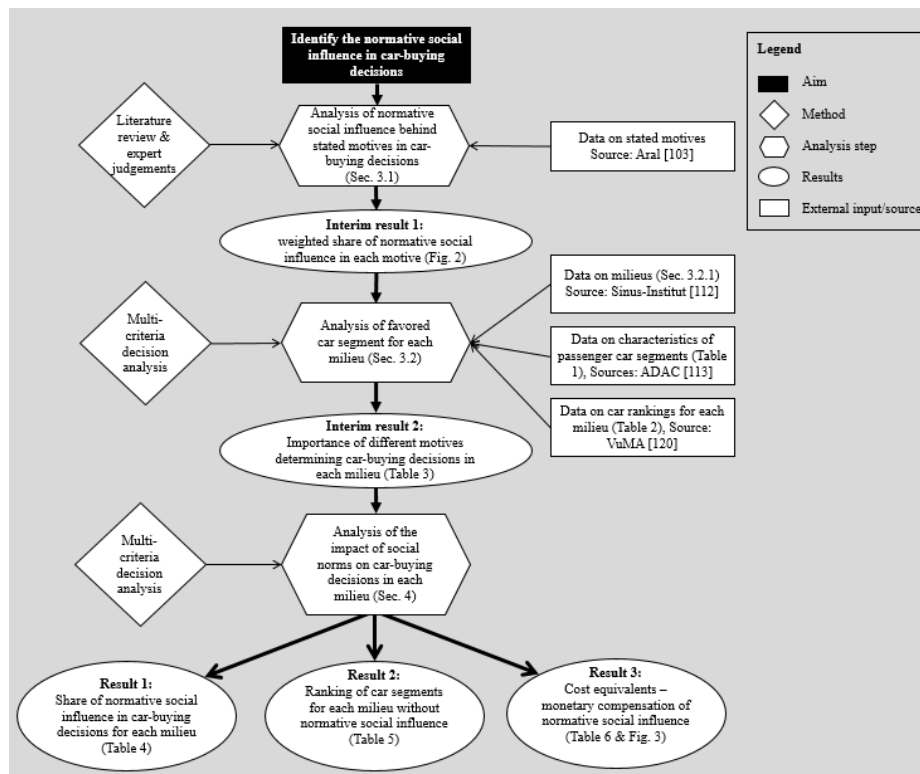 Identify the normative social
influence in car-buying
decisions
Legend
Aim
Method
Analysis step
Results
External input/source
Literature
review &
expert
judgements
Analysis of normative
social influence behind
stated motives in car-
buying decisions
(Sec. 3.1)
Data on stated motives
Source: Aral [103]
Interim result 1:
weighted share of normative social
influence in each motive (Fig. 2)
Multi-
criteria
decision
analysis
Analysis of favored
car segment for each
milieu (Sec. 3.2)
Data on milieus (Sec. 3.2.1)
Source: Sinus-Institut [112]
Data on characteristics of
passenger car segments (Table
1), Sources: ADAC [113]
Data on car rankings for each
milieu (Table 2), Source:
VuMA [120]
Interim result 2:
Importance of different motives
determining car-buying decisions in
each milieu (Table 3)
Multi-
criteria
decision
analysis
Analysis of the
impact of social
norms on car-buying
decisions in each
milieu (Sec. 4)
Result 1:
Share of normative social
influence in car-buying
decisions for each milieu
(Table 4)
Result 2:
Ranking of car segments
for each milieu without
normative social influence
(Table 5)
Result 3:
Cost equivalents –
monetary compensation of
normative social influence
(Table 6 & Fig. 3)